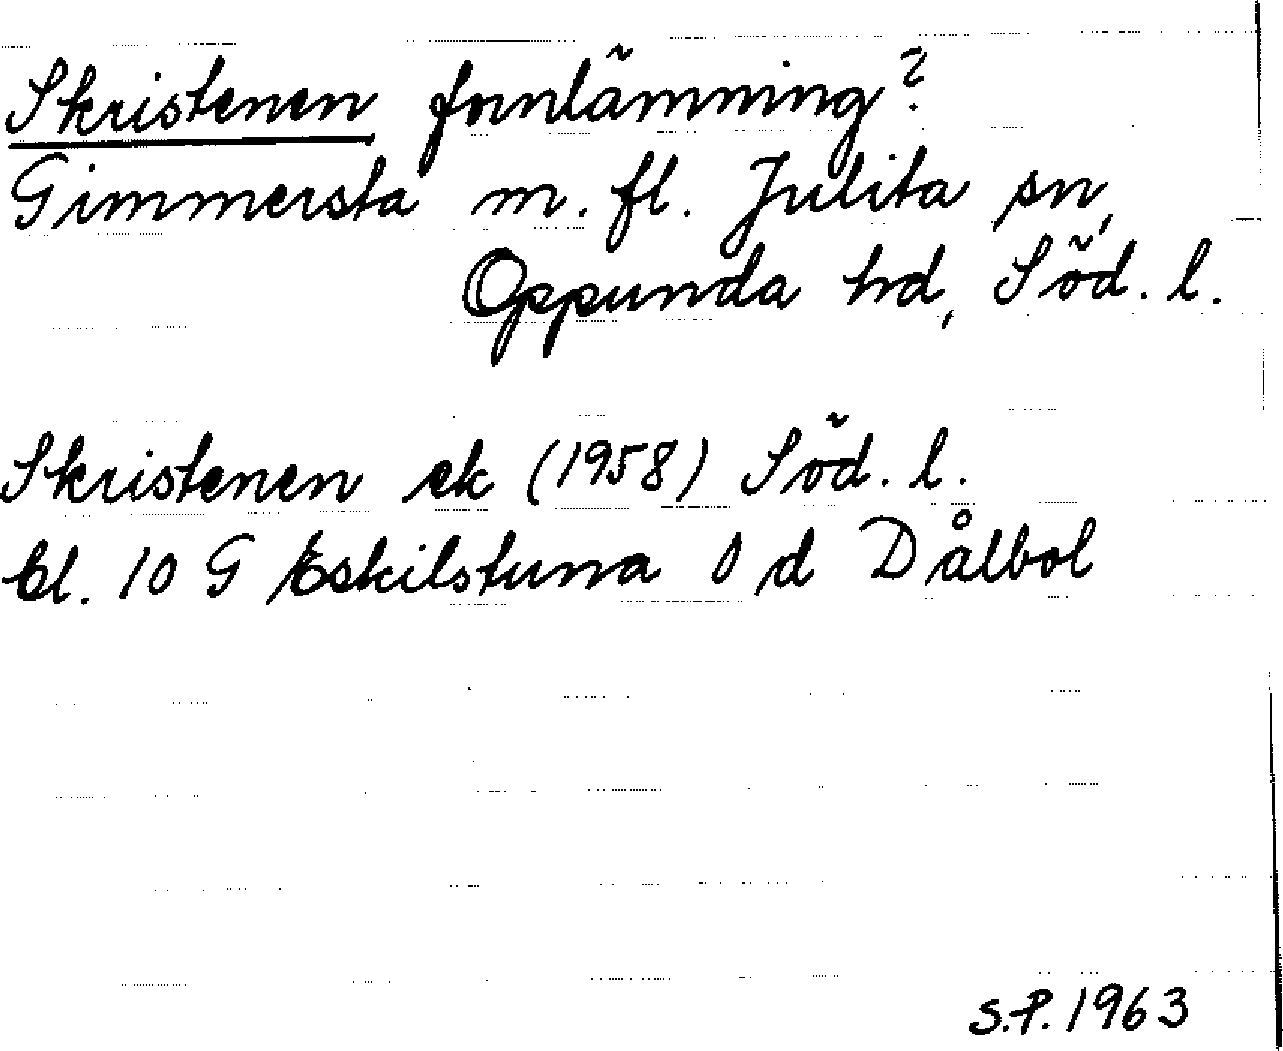 Skristenen fornlämning?
Gimmersta m. fl. Julita sn,
Oppunda hd, Söd. l.
Skristenen ek (1958) Söd. l.
Bl. 10 G Eskilstuna 0 d Dålbol
S.P. 1963